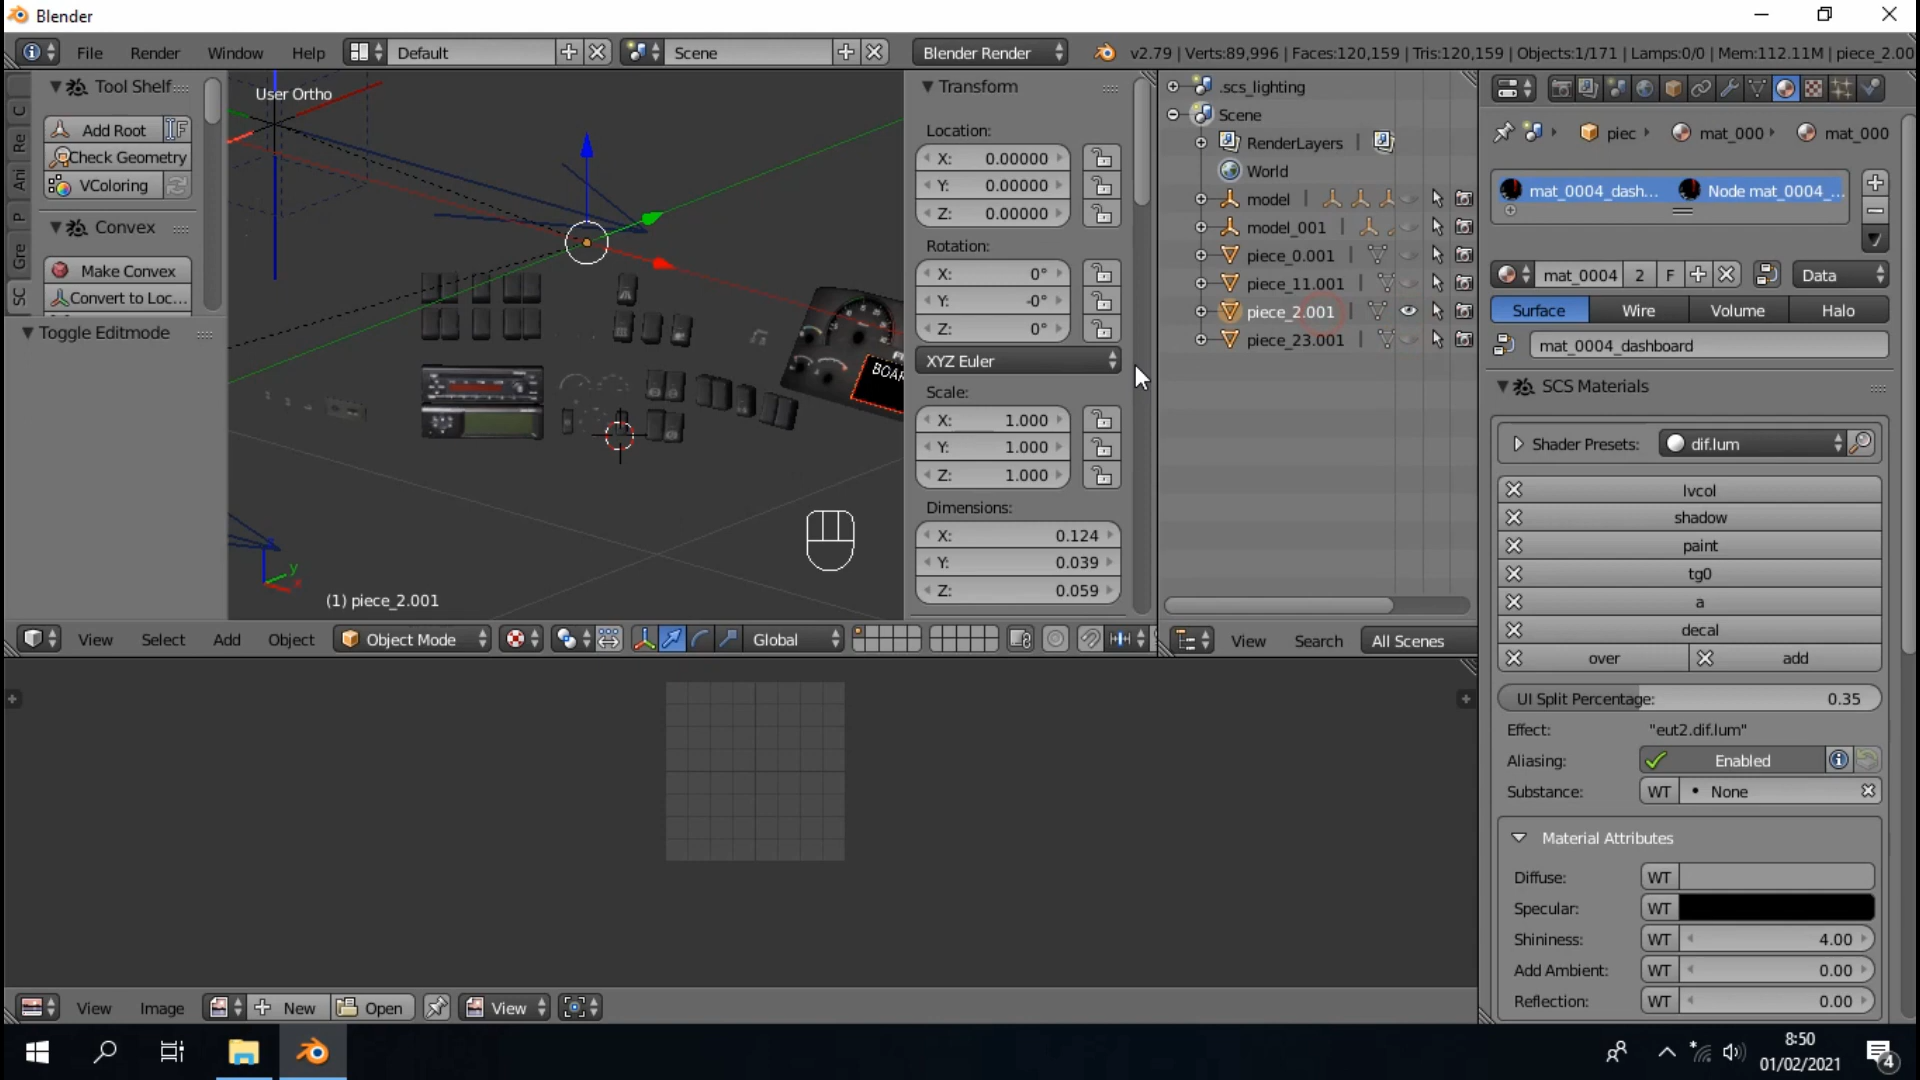 Blender
File Render Window Help Default Scene Blender Render v2.79 | Verts:89,996 | Faces:120,159 | Tris:120,159 | Objects:1/171 | Lamps:0/0 | Mem:112.11M | piece_2.00
C
Re
Ani
P
Gre
SC
Tool Shelf
Add Root
Check Geometry
VColoring
Convex
Make Convex
Convert to Loc...
Toggle Editmode
User Ortho
BOAR
y
(1) piece_2.001
Transform
Location:
X: 0.00000
Y: 0.00000
Z: 0.00000
Rotation:
X: 0°
Y: -0°
Z: 0°
XYZ Euler
Scale:
X: 1.000
Y: 1.000
Z: 1.000
Dimensions:
X: 0.124
Y: 0.039
Z: 0.059
View Select Add Object Object Mode Global
.scs_lighting
Scene
RenderLayers
World
model
model_001
piece_0.001
piece_11.001
piece_2.001
piece_23.001
View Search All Scenes
piec mat_000 mat_000
mat_0004_dash... Node mat_0004_...
mat_0004 2 F Data
Surface Wire Volume Halo
mat_0004_dashboard
SCS Materials
Shader Presets: dif.lum
lvcol
shadow
paint
tg0
a
decal
over add
UI Split Percentage: 0.35
Effect: "eut2.dif.lum"
Aliasing: Enabled
Substance: WT None
Material Attributes
Diffuse: WT
Specular: WT
Shininess: WT 4.00
Add Ambient: WT 0.00
Reflection: WT 0.00
View Image New Open View
8:50
01/02/2021
4